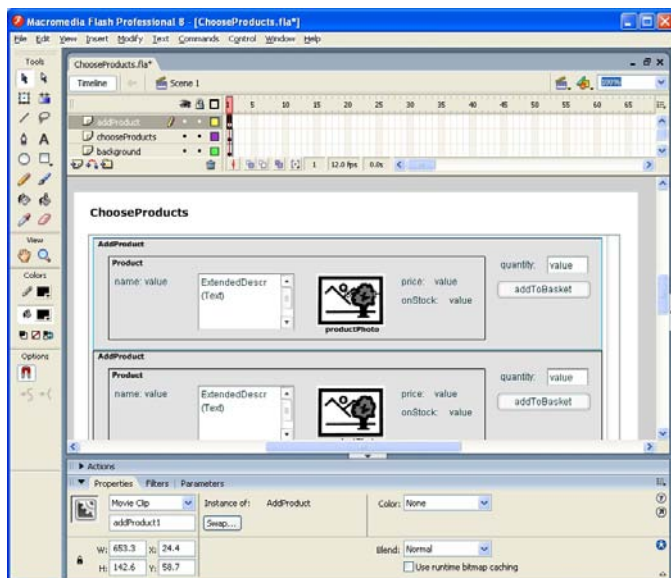 Macromedia Flash Professional 8 - [ChooseProducts.fla*]
File Edit View Insert Modify Text Commands Control Window Help
Tools
View
Colors
Options
ChooseProducts.fla*
Timeline
Scene 1
100%
1 5 10 15 20 25 30 35 40 45 50 55 60 65
addProduct
chooseProducts
background
1 12.0 fps 0.0s
ChooseProducts
AddProduct
Product
name: value
ExtendedDescr
(Text)
productPhoto
price: value
onStock: value
quantity: value
addToBasket
AddProduct
Product
name: value
ExtendedDescr
(Text)
price: value
onStock: value
quantity: value
addToBasket
Actions
Properties Filters Parameters
Movie Clip
Instance of: AddProduct
Color: None
addProduct1
Swap...
W: 653.3 X: 24.4
Blend: Normal
H: 142.6 Y: 58.7
Use runtime bitmap caching